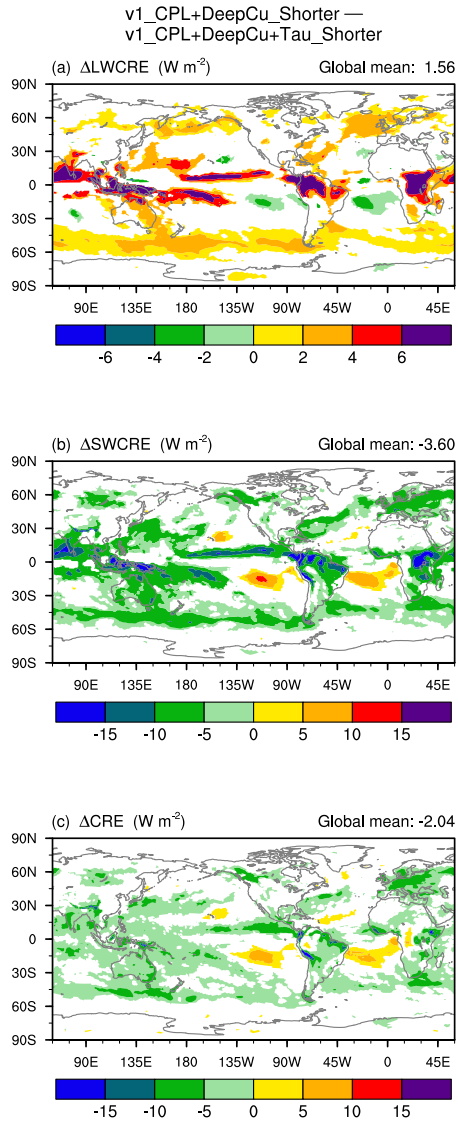 v1_CPL+DeepCu_Shorter —
v1_CPL+DeepCu+Tau_Shorter
(a) ΔLWCRE (W m-2) Global mean: 1.56
90N
60N
30N
0
30S
60S
90S
90E 135E 180 135W 90W 45W 0 45E
-6 -4 -2 0 2 4 6
(b) ΔSWCRE (W m-2) Global mean: -3.60
90N
60N
30N
0
30S
60S
90S
90E 135E 180 135W 90W 45W 0 45E
-15 -10 -5 0 5 10 15
(c) ΔCRE (W m-2) Global mean: -2.04
90N
60N
30N
0
30S
60S
90S
90E 135E 180 135W 90W 45W 0 45E
-15 -10 -5 0 5 10 15